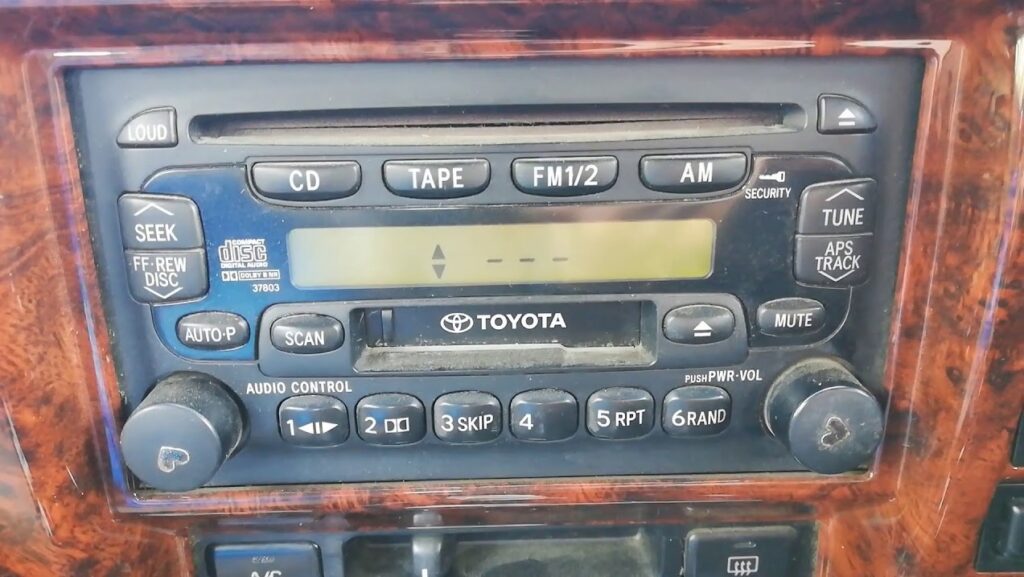 LOUD
CD TAPE FM1/2 AM
SECURITY
SEEK
TUNE
COMPACT
disc
DIGITAL AUDIO
DOLBY B NR
37803
FF·REW
DISC
APS
TRACK
- - -
AUTO·P
SCAN
TOYOTA
MUTE
AUDIO CONTROL
PUSH PWR·VOL
1 2 3 SKIP 4 5 RPT 6 RAND
A/C